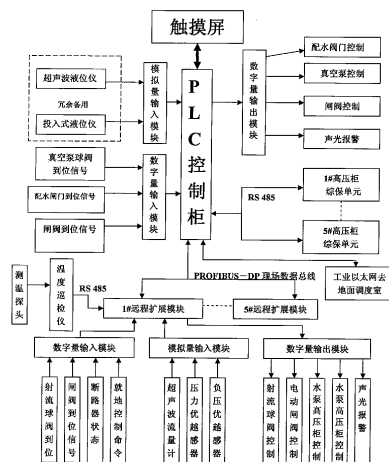 触摸屏
超声波液位仪
冗余备用
投入式液位仪
模拟量输入模块
PLC控制柜
数字量输出模块
配水阀门控制
真空泵控制
闸阀控制
声光报警
真空泵球阀
到位信号
配水闸门到位信号
闸阀到位信号
数字量输入模块
RS 485
1#高压柜
综保单元
5#高压柜
综保单元
工业以太网去
地面调度室
PROFIBUS－DP 现场数据总线
测温探头
温度巡检仪
RS 485
1#远程扩展模块
5#远程扩展模块
数字量输入模块
模拟量输入模块
数字量输出模块
射流球阀到位
闸阀到位信号
断路器状态
就地控制命令
超声波流量计
压力优越感器
负压优越感器
射流球阀控制
电动闸阀控制
水泵高压柜控制
水泵高压柜控制
声光报警